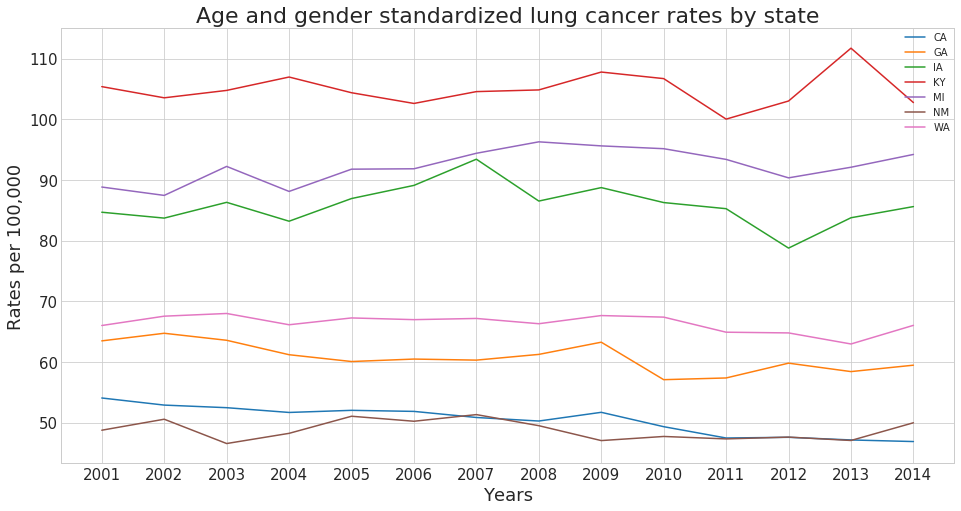 Age and gender standardized lung cancer rates by state
CA
GA
IA
KY
MI
NM
WA
110
100
90
80
70
60
50
Rates per 100,000
2001 2002 2003 2004 2005 2006 2007 2008 2009 2010 2011 2012 2013 2014
Years